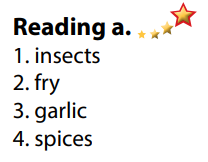 Reading a.
1. insects
2. fry
3. garlic
4. spices